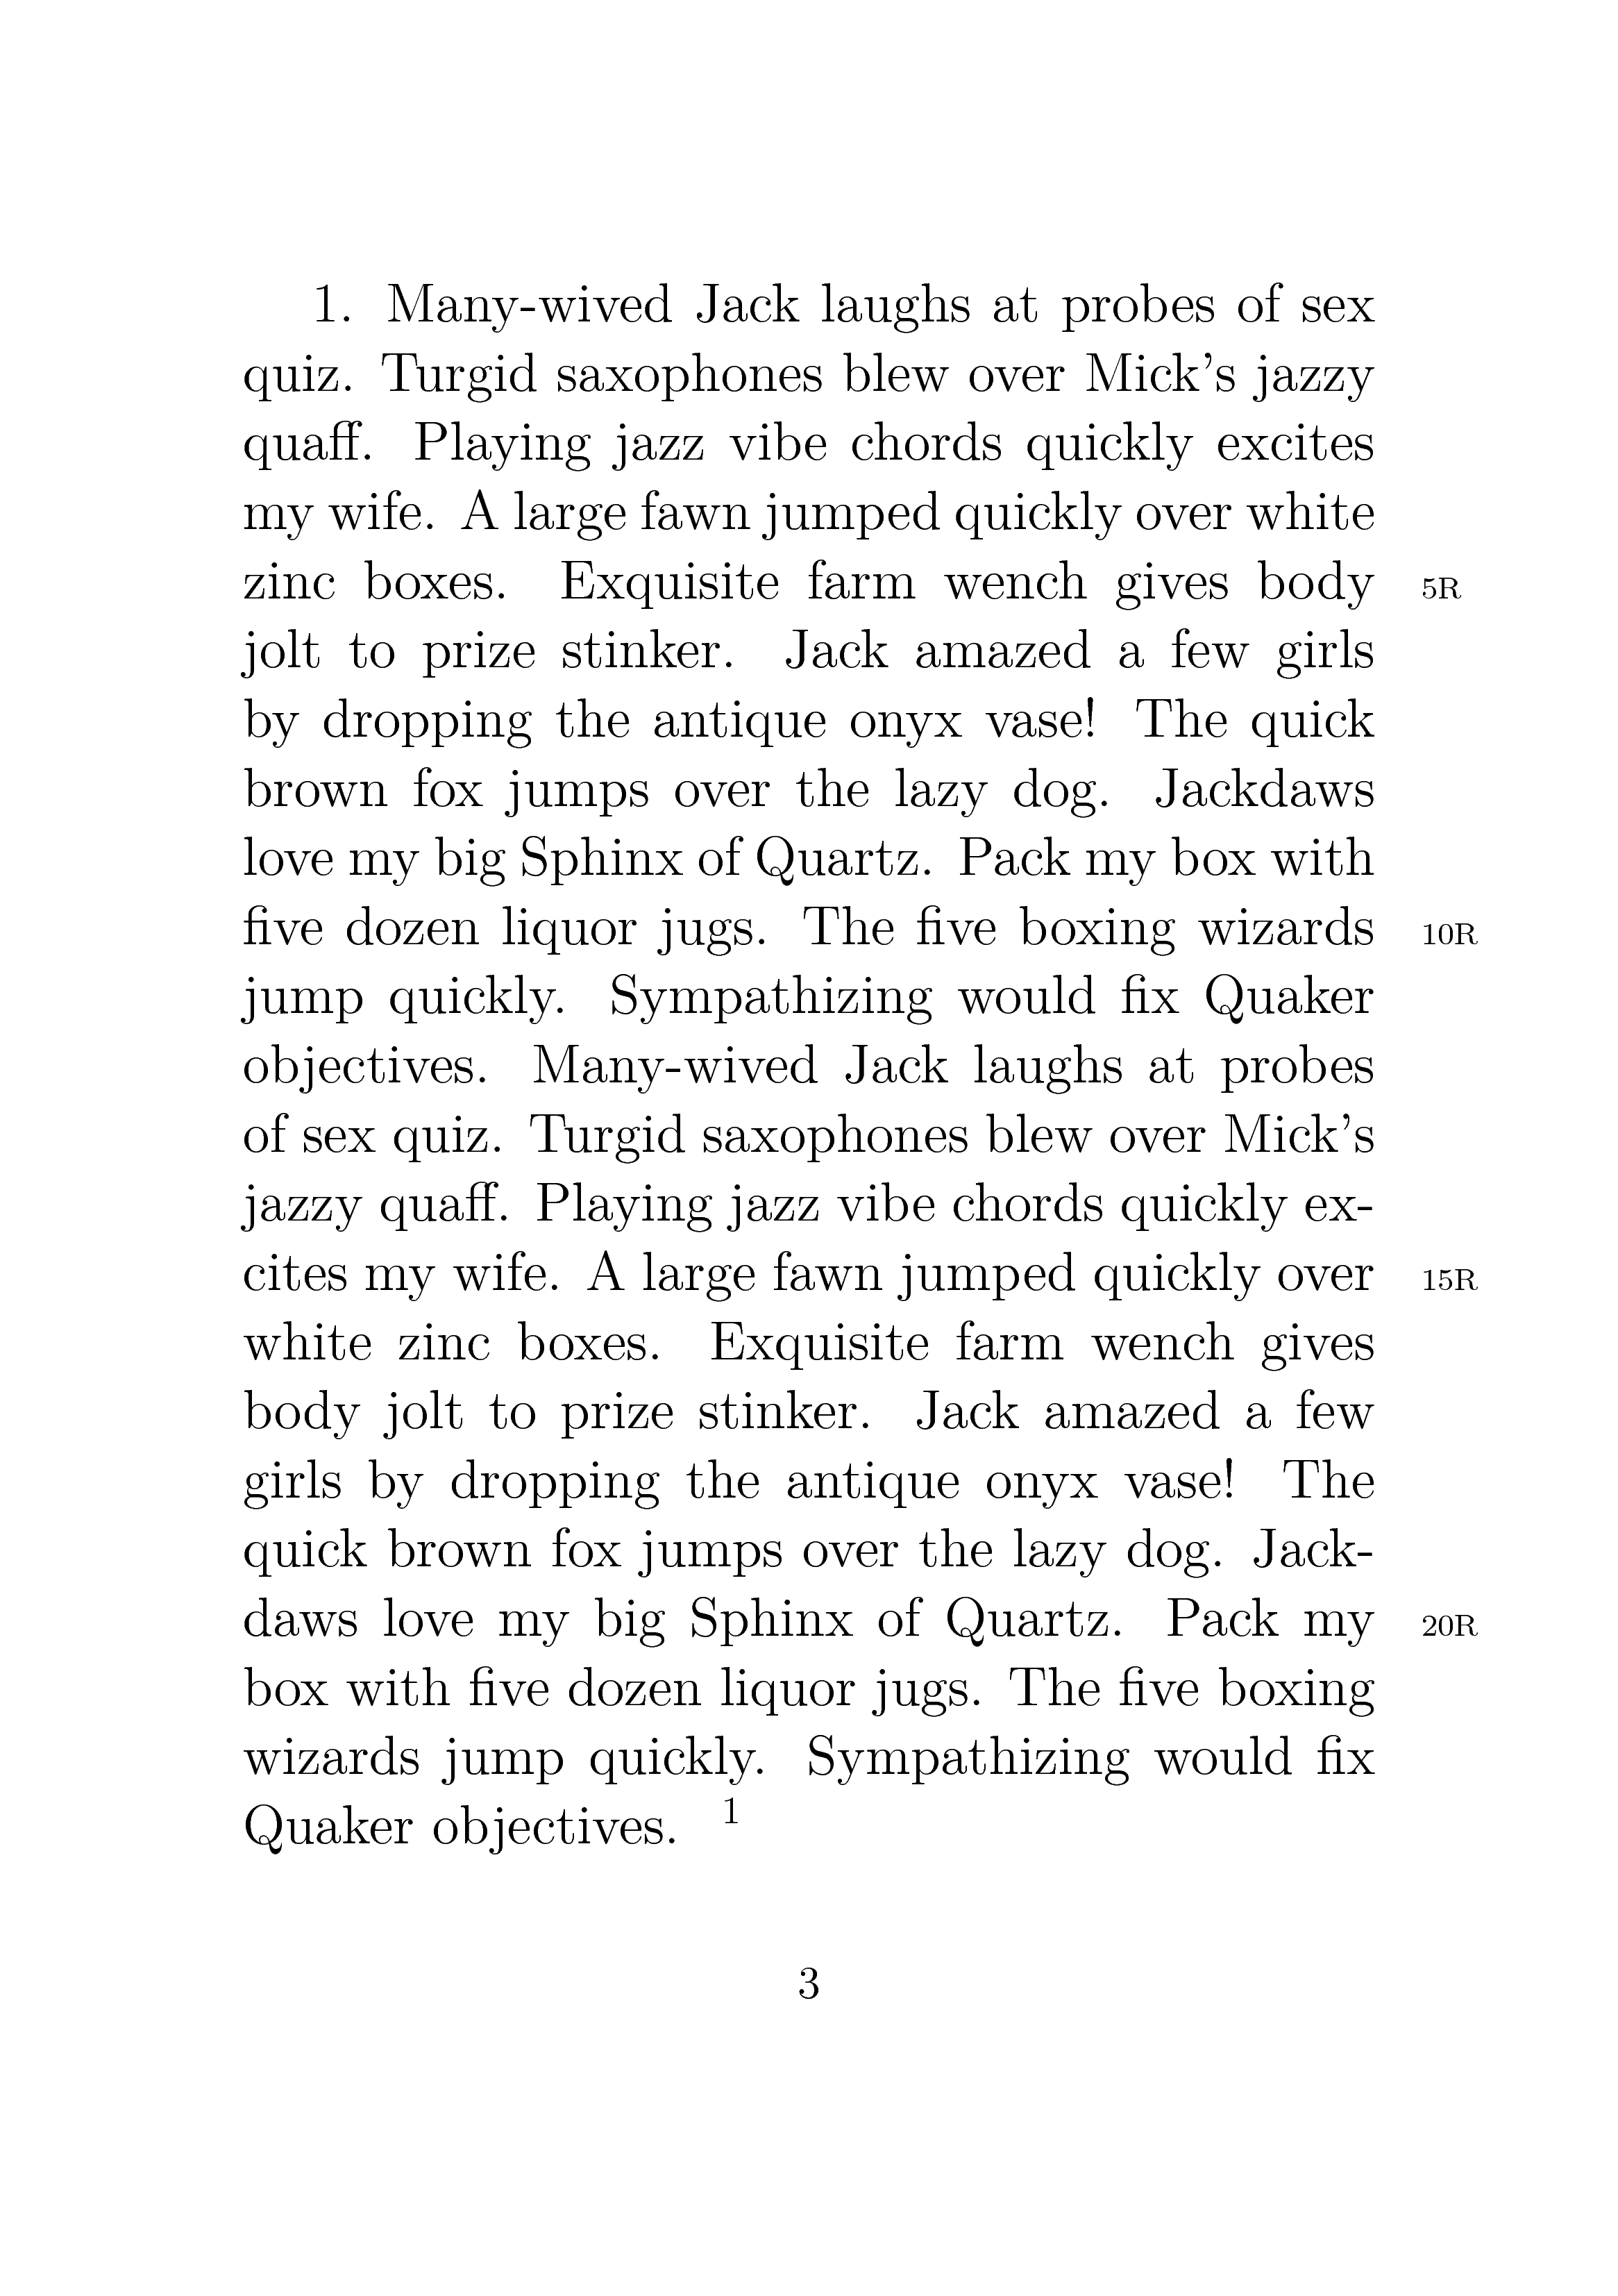 1. Many-wived Jack laughs at probes of sex
quiz. Turgid saxophones blew over Mick’s jazzy
quaff. Playing jazz vibe chords quickly excites
my wife. A large fawn jumped quickly over white
zinc boxes. Exquisite farm wench gives body 5R
jolt to prize stinker. Jack amazed a few girls
by dropping the antique onyx vase! The quick
brown fox jumps over the lazy dog. Jackdaws
love my big Sphinx of Quartz. Pack my box with
five dozen liquor jugs. The five boxing wizards 10R
jump quickly. Sympathizing would fix Quaker
objectives. Many-wived Jack laughs at probes
of sex quiz. Turgid saxophones blew over Mick’s
jazzy quaff. Playing jazz vibe chords quickly ex-
cites my wife. A large fawn jumped quickly over 15R
white zinc boxes. Exquisite farm wench gives
body jolt to prize stinker. Jack amazed a few
girls by dropping the antique onyx vase! The
quick brown fox jumps over the lazy dog. Jack-
daws love my big Sphinx of Quartz. Pack my 20R
box with five dozen liquor jugs. The five boxing
wizards jump quickly. Sympathizing would fix
Quaker objectives. 1
3